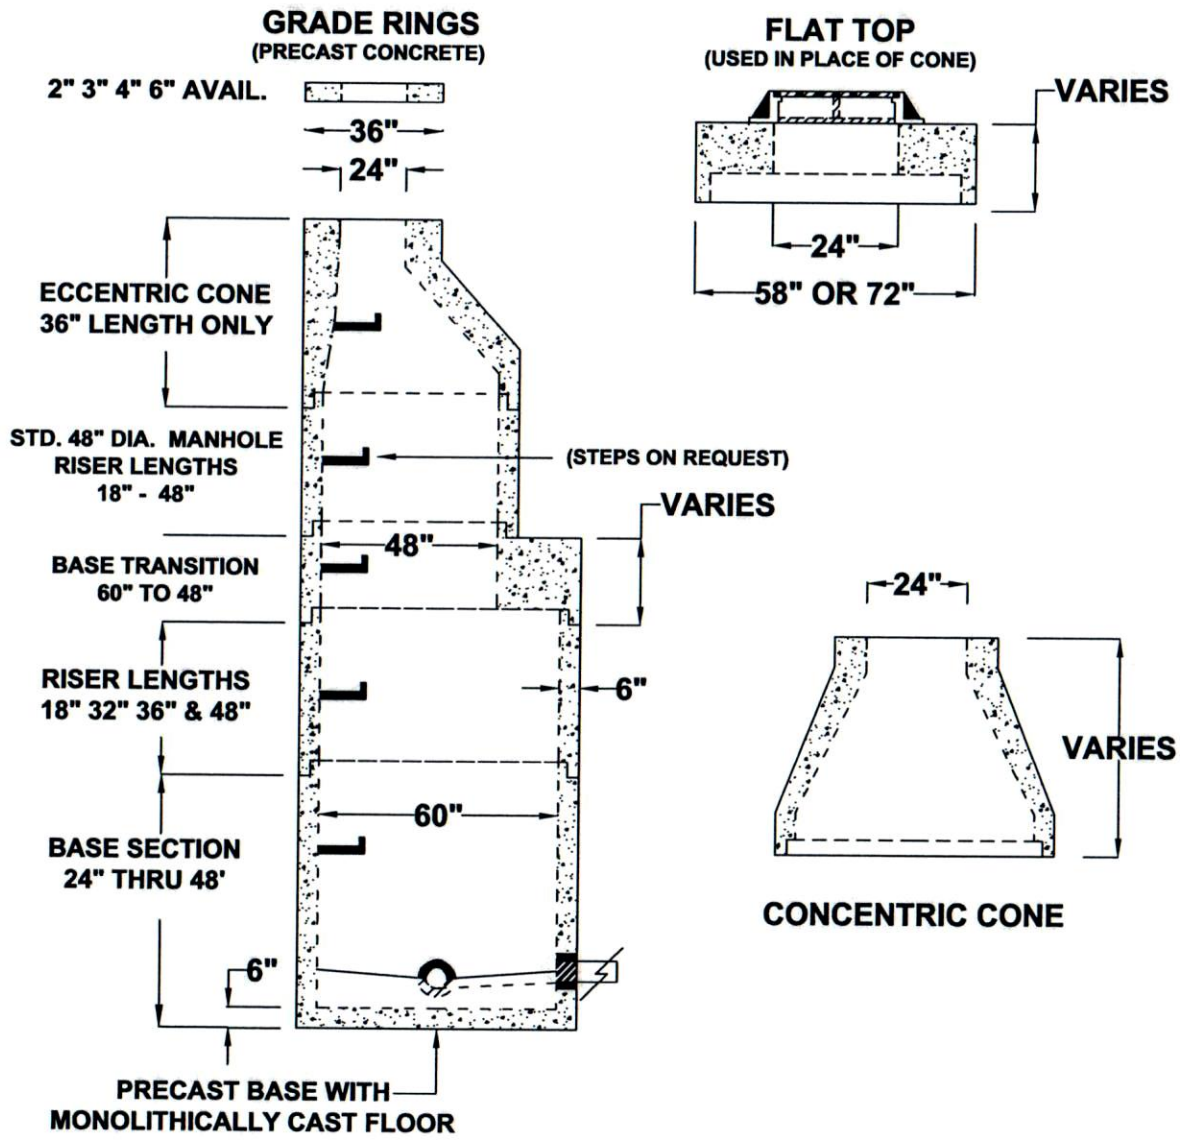 GRADE RINGS
(PRECAST CONCRETE)
2" 3" 4" 6" AVAIL.
36"
24"
FLAT TOP
(USED IN PLACE OF CONE)
VARIES
24"
58" OR 72"
ECCENTRIC CONE
36" LENGTH ONLY
STD. 48" DIA. MANHOLE
RISER LENGTHS
18" - 48"
(STEPS ON REQUEST)
VARIES
48"
BASE TRANSITION
60" TO 48"
RISER LENGTHS
18" 32" 36" & 48"
6"
60"
BASE SECTION
24" THRU 48'
6"
PRECAST BASE WITH
MONOLITHICALLY CAST FLOOR
24"
VARIES
CONCENTRIC CONE